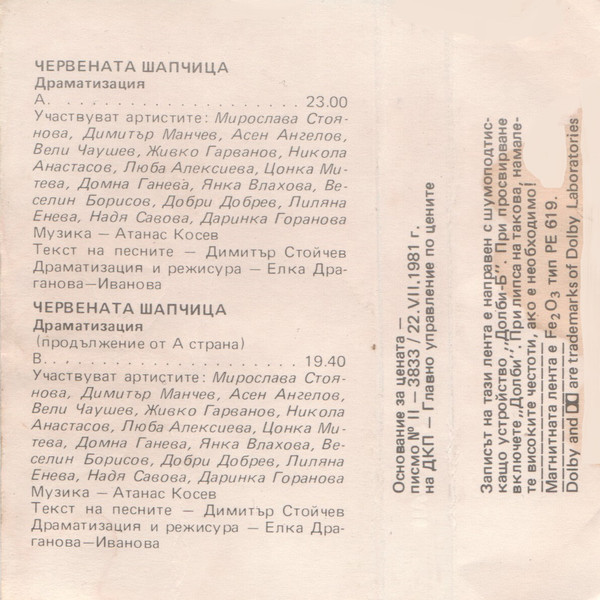 ЧЕРВЕНАТА ШАПЧИЦА
Драматизация
А. . . . . . . . . . . . . . . . . . . . . . . 23.00
Участвуват артистите: Мирослава Стоя-
нова, Димитър Манчев, Асен Ангелов,
Вели Чаушев, Живко Гарванов, Никола
Анастасов, Люба Алексиева, Цонка Ми-
тева, Домна Ганева, Янка Влахова, Ве-
селин Борисов, Добри Добрев, Лиляна
Енева, Надя Савова, Даринка Горанова
Музика — Атанас Косев
Текст на песните — Димитър Стойчев
Драматизация и режисура — Елка Дра-
ганова—Иванова
ЧЕРВЕНАТА ШАПЧИЦА
Драматизация
(продължение от А страна)
В. . . . . . . . . . . . . . . . . . . . . . . 19.40
Участвуват артистите: Мирослава Стоя-
нова, Димитър Манчев, Асен Ангелов,
Вели Чаушев, Живко Гарванов, Никола
Анастасов, Люба Алексиева, Цонка Ми-
тева, Домна Ганева, Янка Влахова, Ве-
селин Борисов, Добри Добрев, Лиляна
Енева, Надя Савова, Даринка Горанова
Музика — Атанас Косев
Текст на песните — Димитър Стойчев
Драматизация и режисура — Елка Дра-
ганова—Иванова
Основание за цената —
писмо № II — 3833 / 22.VII.1981 г.
на ДКП — Главно управление по цените
Записът на тази лента е направен с шумоподтис-
кащо устройство „Долби-Б". При просвирване
включете „Долби". При липса на такова, намале-
те високите честоти, ако е необходимо!
Магнитната лента е Fe2O3 тип PE 619.
Dolby and are trademarks of Dolby Laboratories